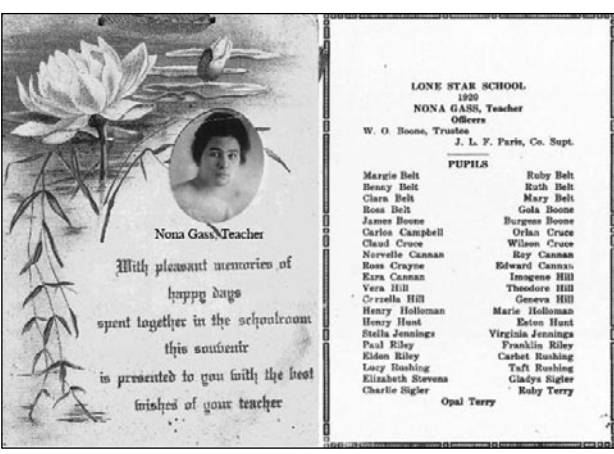 Nona Gass, Teacher
With pleasant memories of
happy days
spent together in the schoolroom
this souvenir
is presented to you with the best
wishes of your teacher
LONE STAR SCHOOL
1920
NONA GASS, Teacher
Officers
W. O. Boone, Trustee
J. L. F. Paris, Co. Supt.
PUPILS
Margie Belt Ruby Belt
Benny Belt Ruth Belt
Clara Belt Mary Belt
Ross Belt Gola Boone
James Boone Burgess Boone
Carlos Campbell Orlan Cruce
Claud Cruce Wilson Cruce
Norvelle Cannan Roy Cannan
Ross Crayne Edward Cannan
Ezra Cannan Imogene Hill
Vera Hill Theodore Hill
Hill Geneva Hill
Henry Holloman Marie Holloman
Henry Hunt Eston Hunt
Stella Jennings Virginia Jennings
Paul Riley Franklin Riley
Eldon Riley Carbet Rushing
Lucy Rushing Taft Rushing
Elizabeth Stevens Gladys Sigler
Charlie Sigler Ruby Terry
Opal Terry